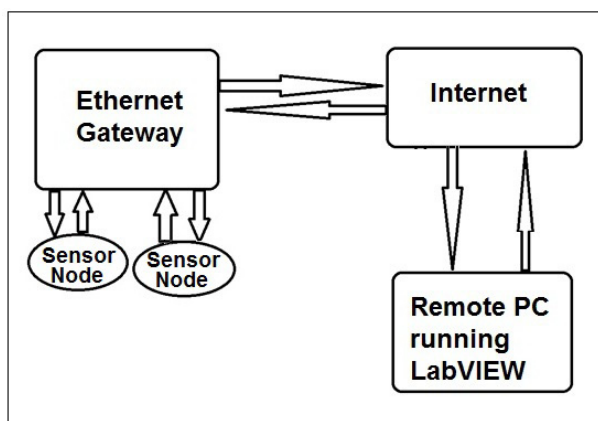 Ethernet
Gateway
Internet
Sensor
Node
Sensor
Node
Remote PC
running
LabVIEW